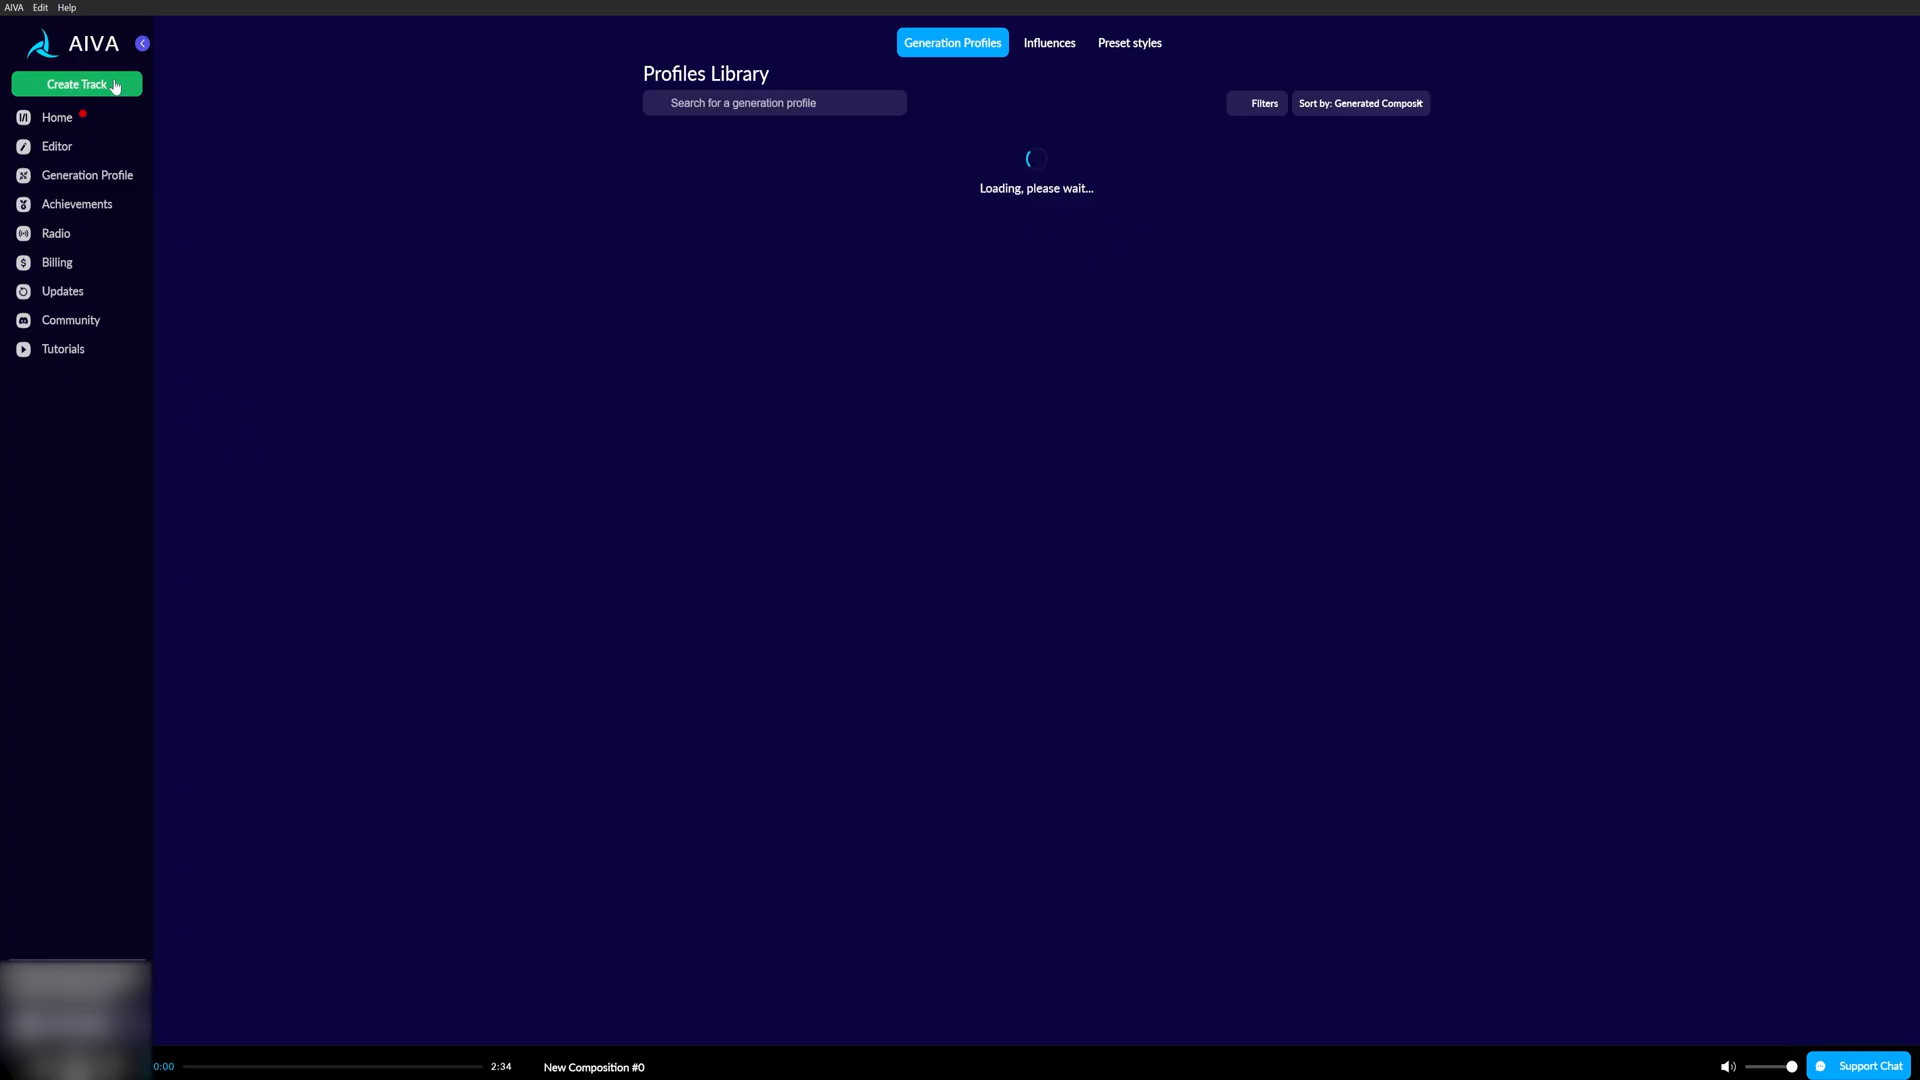 AIVA Edit Help
AIVA
Create Track
Home
Editor
Generation Profile
Achievements
Radio
Billing
Updates
Community
Tutorials
Generation Profiles Influences Preset styles
Profiles Library
Search for a generation profile
Filters
Sort by: Generated Composit
Loading, please wait...
0:00 2:34 New Composition #0
Support Chat